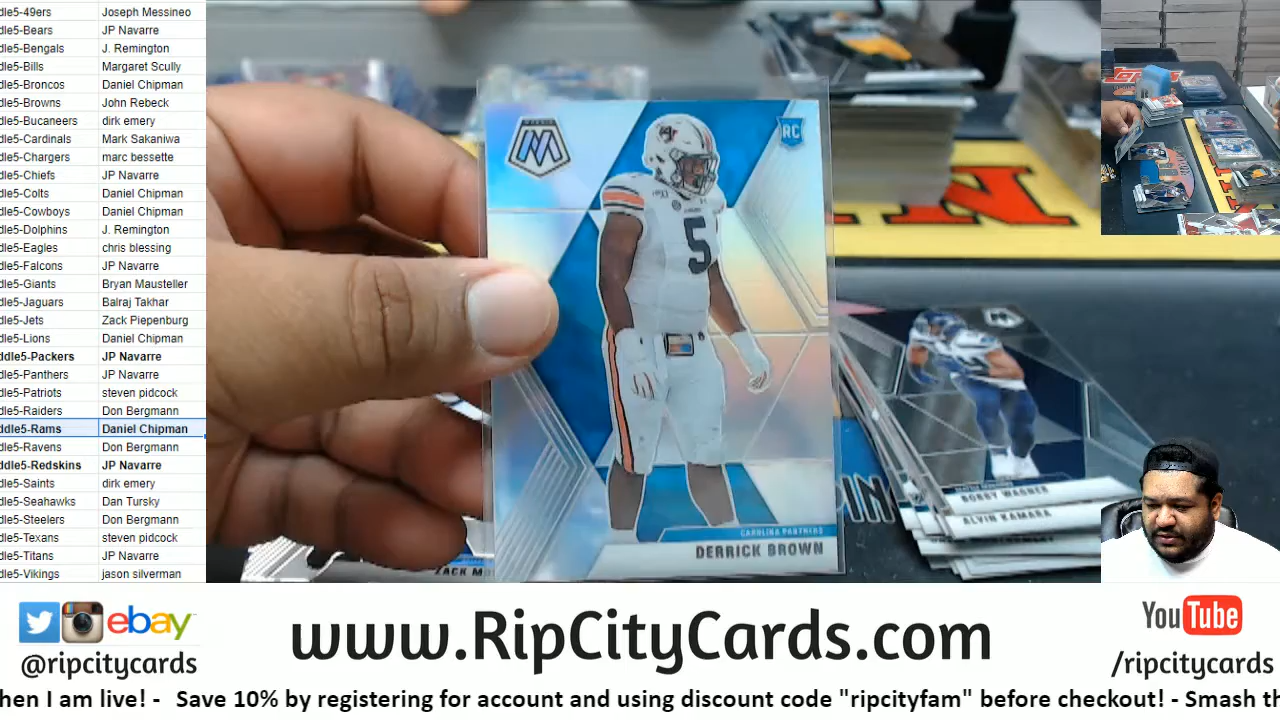 dle5-49ers Joseph Messineo
dle5-Bears JP Navarre
dle5-Bengals J. Remington
dle5-Bills Margaret Scully
dle5-Broncos Daniel Chipman
dle5-Browns John Rebeck
dle5-Bucaneers dirk emery
dle5-Cardinals Mark Sakaniwa
dle5-Chargers marc bessette
dle5-Chiefs JP Navarre
dle5-Colts Daniel Chipman
dle5-Cowboys Daniel Chipman
dle5-Dolphins J. Remington
dle5-Eagles chris blessing
dle5-Falcons JP Navarre
dle5-Giants Bryan Mausteller
dle5-Jaguars Balraj Takhar
dle5-Jets Zack Piepenburg
dle5-Lions Daniel Chipman
ddle5-Packers JP Navarre
dle5-Panthers JP Navarre
dle5-Patriots steven pidcock
dle5-Raiders Don Bergmann
ddle5-Rams Daniel Chipman
dle5-Ravens Don Bergmann
ddle5-Redskins JP Navarre
dle5-Saints dirk emery
dle5-Seahawks Dan Tursky
dle5-Steelers Don Bergmann
dle5-Texans steven pidcock
dle5-Titans JP Navarre
dle5-Vikings jason silverman
RC
5
CAROLINA PANTHERS
DERRICK BROWN
BOBBY WAGNER
ALVIN KAMARA
ZACK M
Topps
ebay
@ripcitycards
www.RipCityCards.com
YouTube
/ripcitycards
hen I am live! - Save 10% by registering for account and using discount code "ripcityfam" before checkout! - Smash th